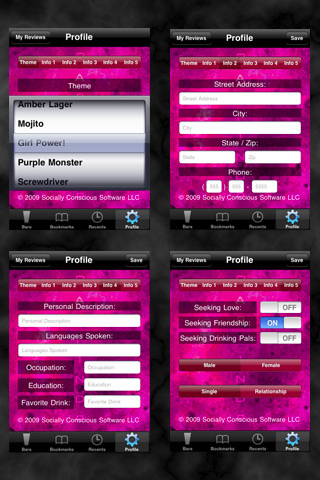 My Reviews Profile
Theme Info 1 Info 2 Info 3 Info 4 Info 5
Theme
Amber Lager
Mojito
Girl Power!
Purple Monster
Screwdriver
© 2009 Socially Conscious Software LLC
Bars Bookmarks Recents Profile
My Reviews Profile Save
Theme Info 1 Info 2 Info 3 Info 4 Info 5
Street Address:
Street Address
City:
City
State / Zip:
State Zip
Phone:
( 555 ) 555 - 5555
© 2009 Socially Conscious Software LLC
Bars Bookmarks Recents Profile
My Reviews Profile Save
Theme Info 1 Info 2 Info 3 Info 4 Info 5
Personal Description:
Personal Description
Languages Spoken:
Languages Spoken
Occupation: Occupation
Education: Education
Favorite Drink: Favorite Drink
© 2009 Socially Conscious Software LLC
Bars Bookmarks Recents Profile
My Reviews Profile Save
Theme Info 1 Info 2 Info 3 Info 4 Info 5
Seeking Love: OFF
Seeking Friendship: ON
Seeking Drinking Pals: OFF
Male Female
Single Relationship
© 2009 Socially Conscious Software LLC
Bars Bookmarks Recents Profile